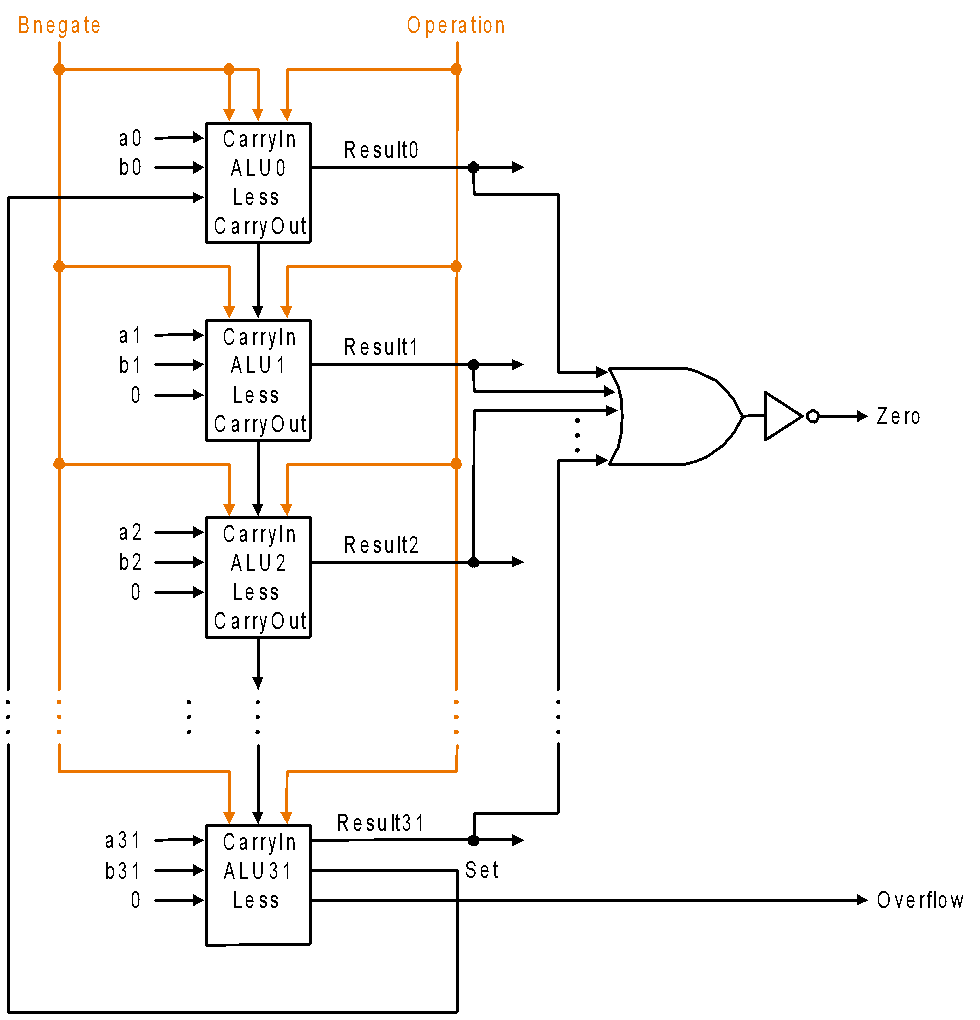 Bnegate
Operation
a0
CarryIn
Result0
b0
ALU0
Less
CarryOut
a1
CarryIn
Result1
b1
ALU1
0
Less
CarryOut
Zero
a2
CarryIn
Result2
b2
ALU2
0
Less
CarryOut
Result31
a31
CarryIn
b31
ALU31
Set
0
Less
Overflow